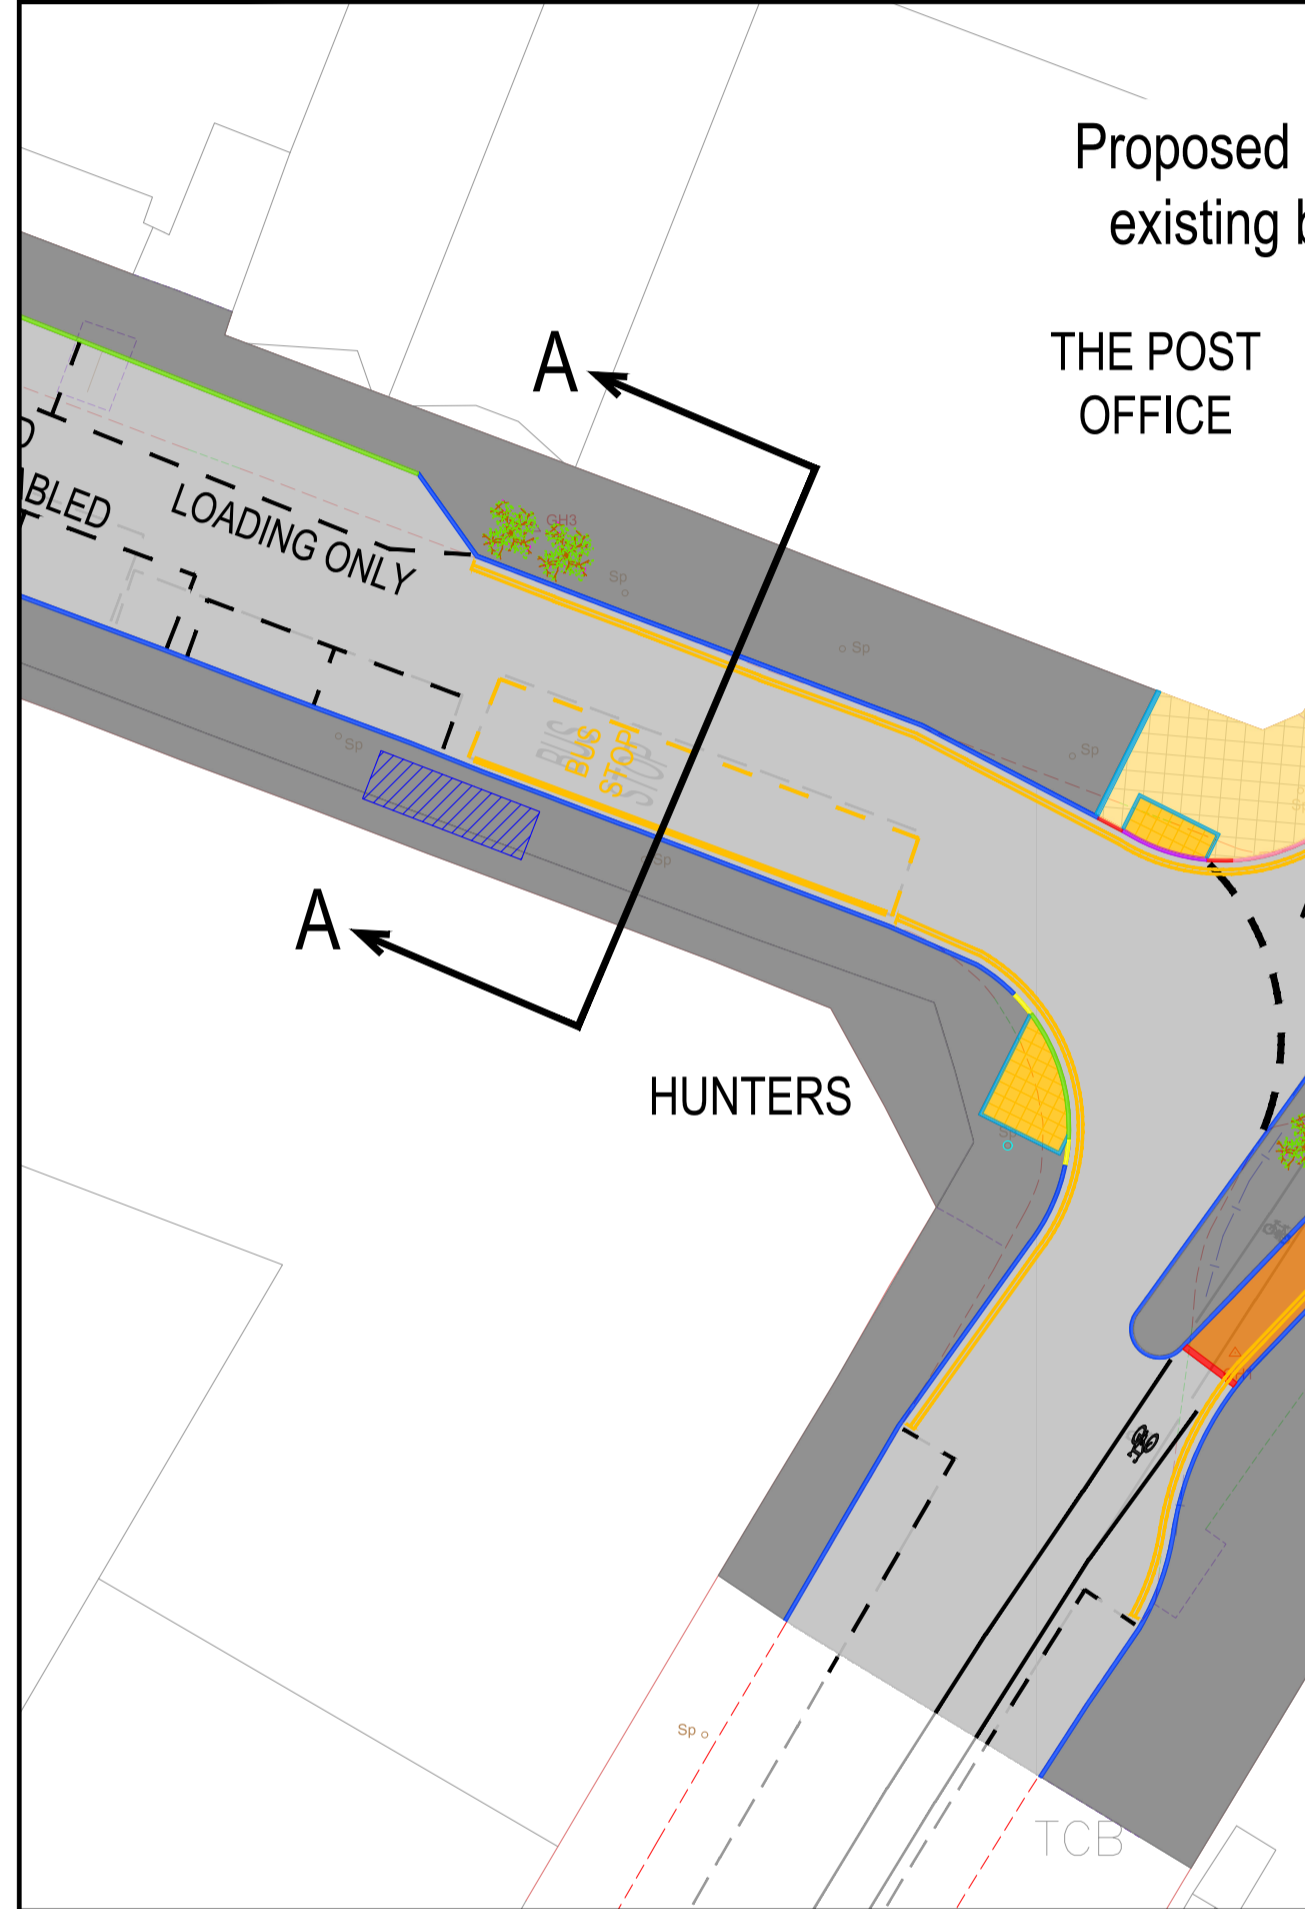 Proposed
existing b
THE POST
OFFICE
A
D
BLED
LOADING ONLY
GH3
Sp
Sp
Sp
Sp
BUS
STOP
BUS
STOP
Sp
A
HUNTERS
Sp
Sp
TCB